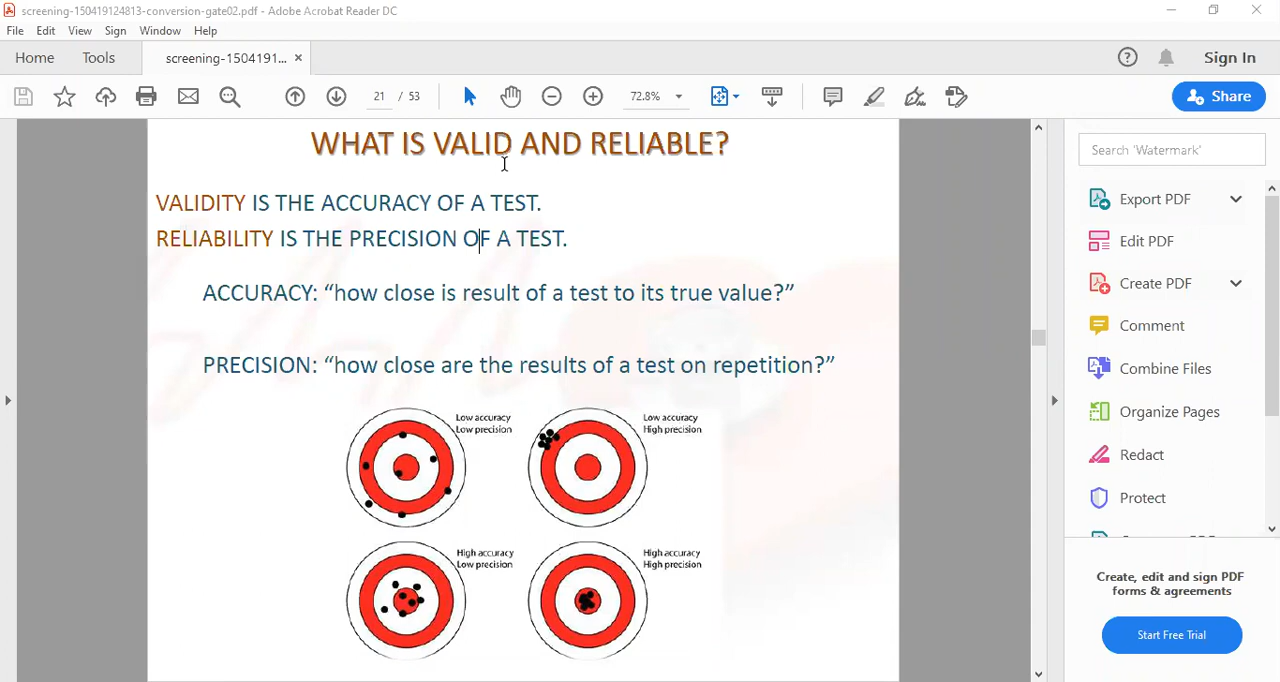 screening-150419124813-conversion-gate02.pdf - Adobe Acrobat Reader DC
File Edit View Sign Window Help
Home Tools screening-1504191... × Sign In
21 / 53 72.8% Share
WHAT IS VALID AND RELIABLE?
VALIDITY IS THE ACCURACY OF A TEST.
RELIABILITY IS THE PRECISION OF A TEST.
ACCURACY: “how close is result of a test to its true value?”
PRECISION: “how close are the results of a test on repetition?”
Low accuracy
Low precision
Low accuracy
High precision
High accuracy
Low precision
High accuracy
High precision
Search 'Watermark'
Export PDF
Edit PDF
Create PDF
Comment
Combine Files
Organize Pages
Redact
Protect
Create, edit and sign PDF
forms & agreements
Start Free Trial